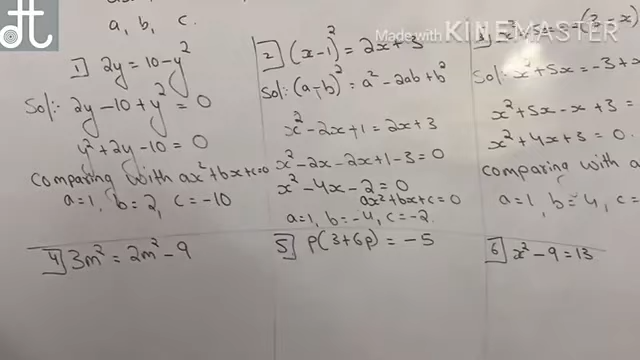 a, b, c.
1] 2y = 10 - y²
Sol:- 2y - 10 + y² = 0
y² + 2y - 10 = 0
comparing with ax² + bx + c = 0
a = 1, b = 2, c = -10
2] (x - 1)² = 2x + 3
Sol:- (a - b)² = a² - 2ab + b²
x² - 2x + 1 = 2x + 3
x² - 2x - 2x + 1 - 3 = 0
x² - 4x - 2 = 0
ax² + bx + c = 0
a = 1, b = -4, c = -2
Made with KINEMASTER
Sol:- x² + 5x = -3 + x
x² + 5x - x + 3 =
x² + 4x + 3 = 0
comparing with a
a = 1, b = 4, c =
4] 3m² = 2m² - 9
5] p(3 + 6p) = -5
6] x² - 9 = 13